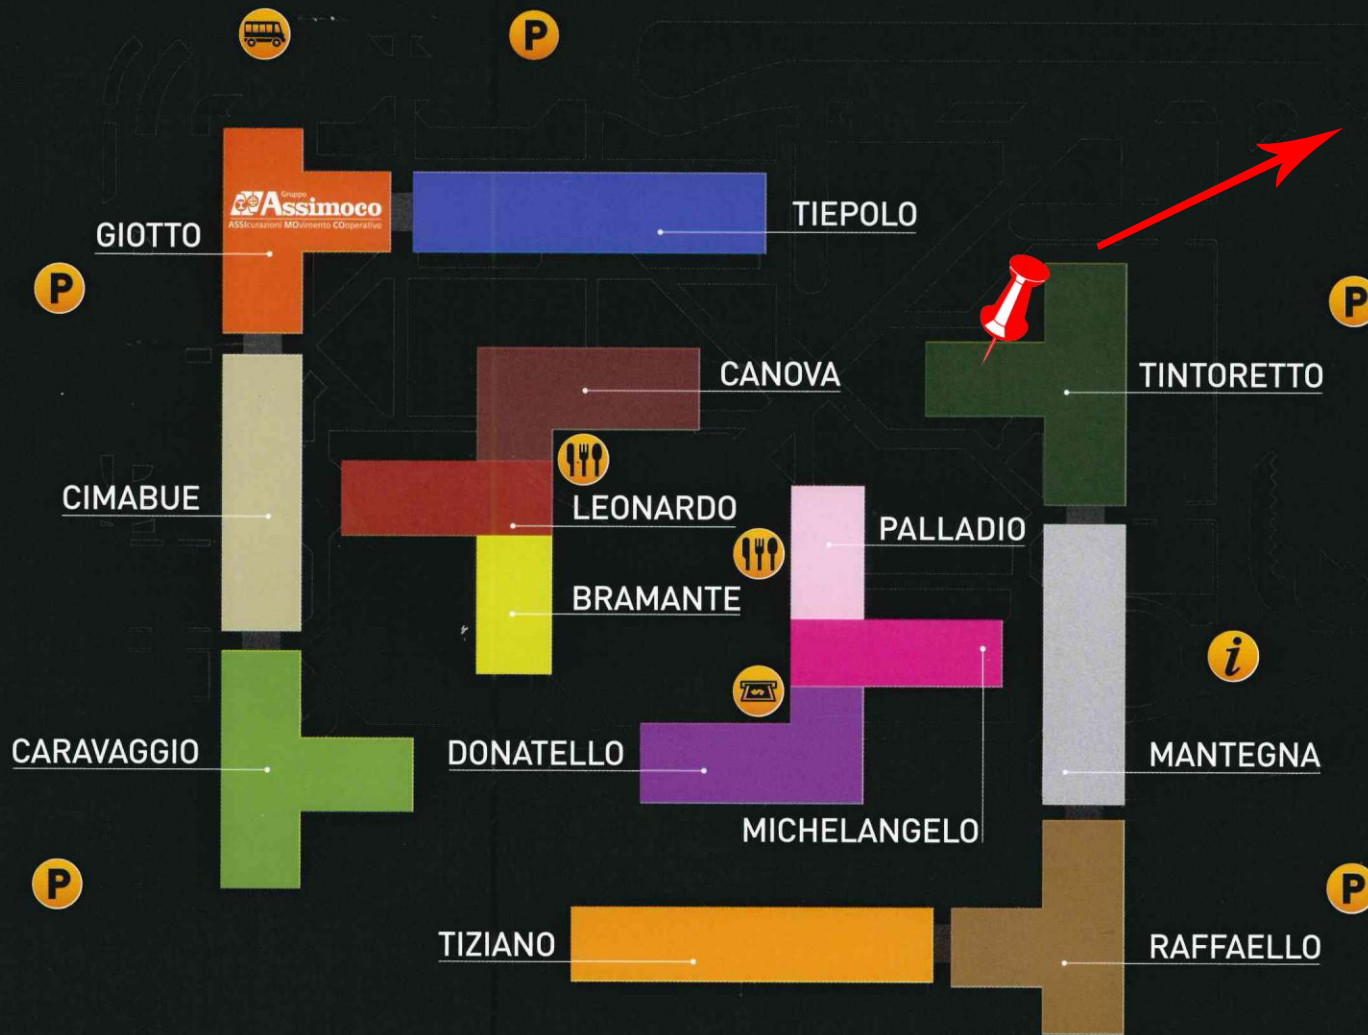 P
Gruppo
Assimoco
ASSIcurazioni MOvimento COoperativo
TIEPOLO
GIOTTO
P
P
CANOVA
TINTORETTO
CIMABUE
LEONARDO
PALLADIO
BRAMANTE
i
CARAVAGGIO
DONATELLO
MANTEGNA
MICHELANGELO
P
P
TIZIANO
RAFFAELLO